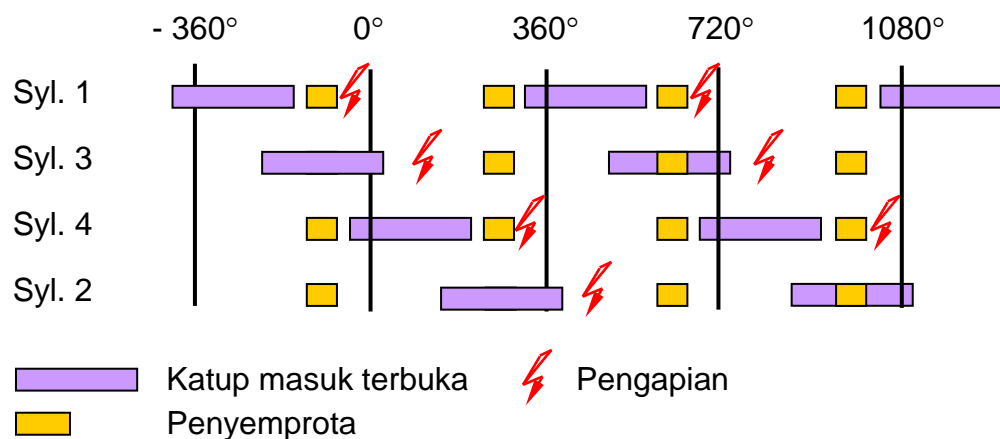 - 360° 0° 360° 720° 1080°
Syl. 1
Syl. 3
Syl. 4
Syl. 2
Katup masuk terbuka Pengapian
Penyemprota